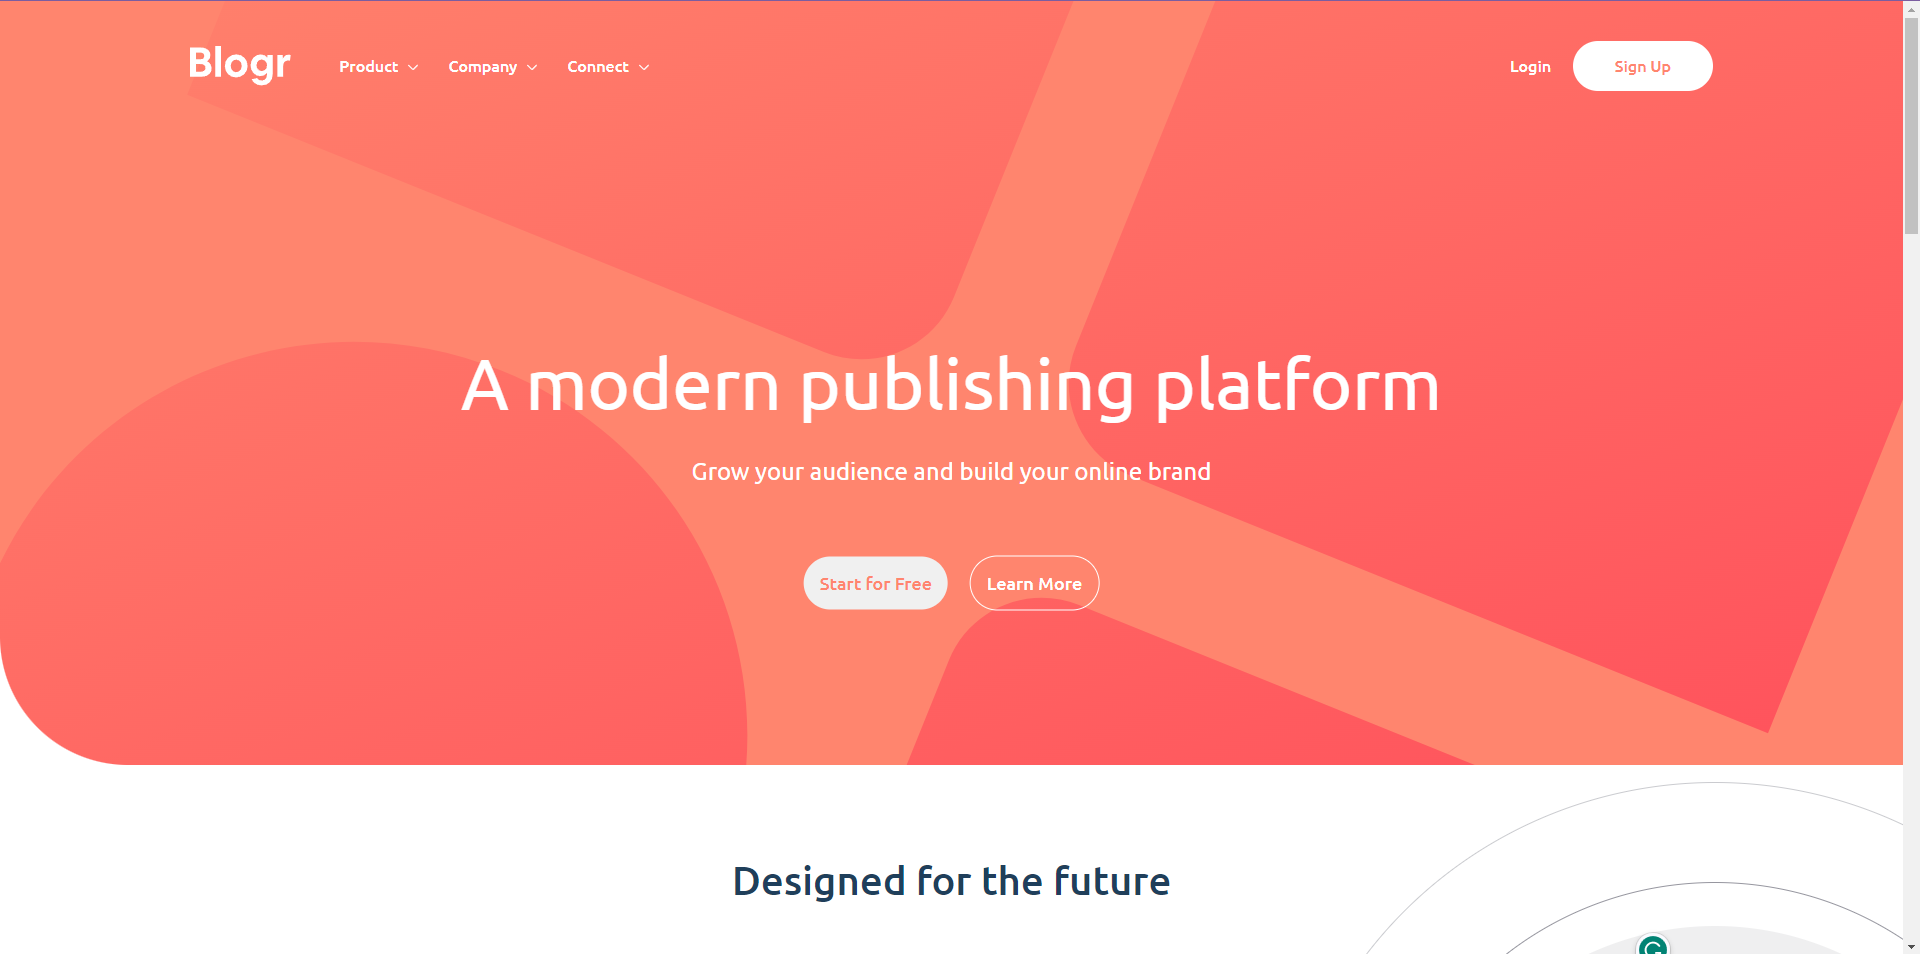 Blogr Product Company Connect Login Sign Up
A modern publishing platform
Grow your audience and build your online brand
Start for Free Learn More
Designed for the future